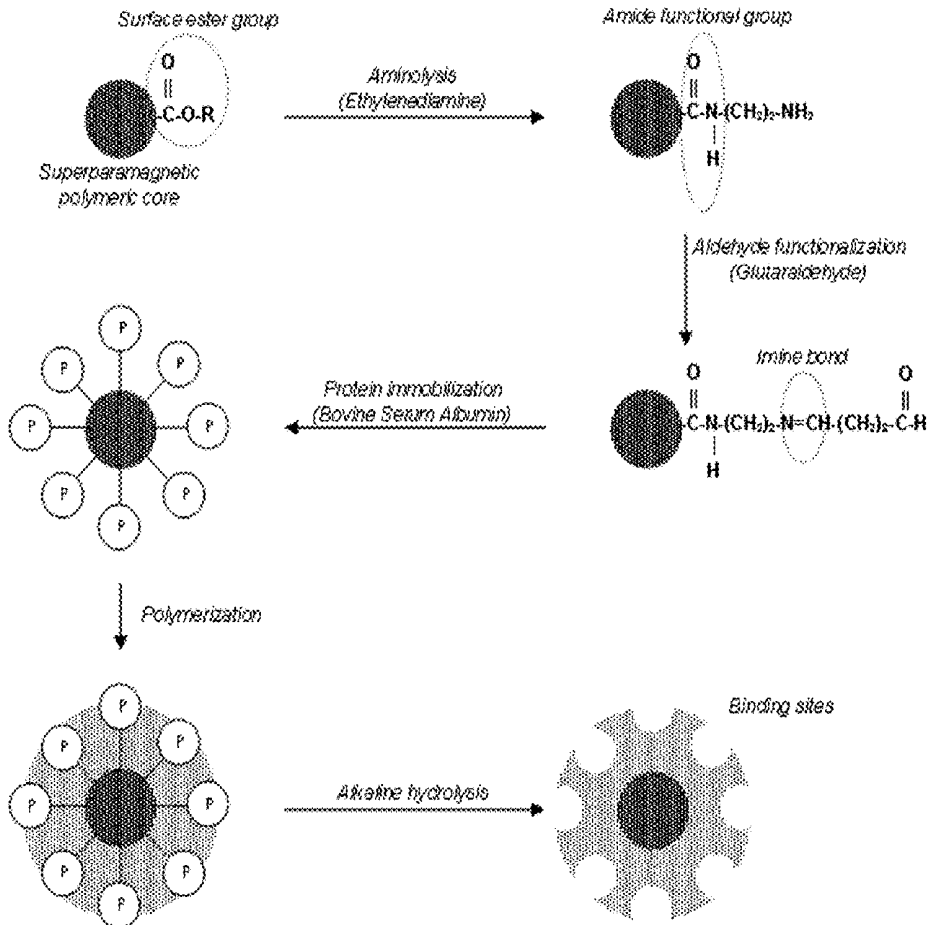 Surface ester group
O
||
C-O-R
Superparamagnetic
polymeric core
Aminolysis
(Ethylenediamine)
Amide functional group
O
||
C-N-(CH₂)₂-NH₂
|
H
Aldehyde functionalization
(Glutaraldehyde)
Imine bond
O
||
C-N-(CH₂)₂-N=CH-(CH₂)₃-C-H
|
H
O
||
Protein immobilization
(Bovine Serum Albumin)
P
P
P
P
P
P
P
P
Polymerization
P
P
P
P
P
P
P
P
Alkaline hydrolysis
Binding sites